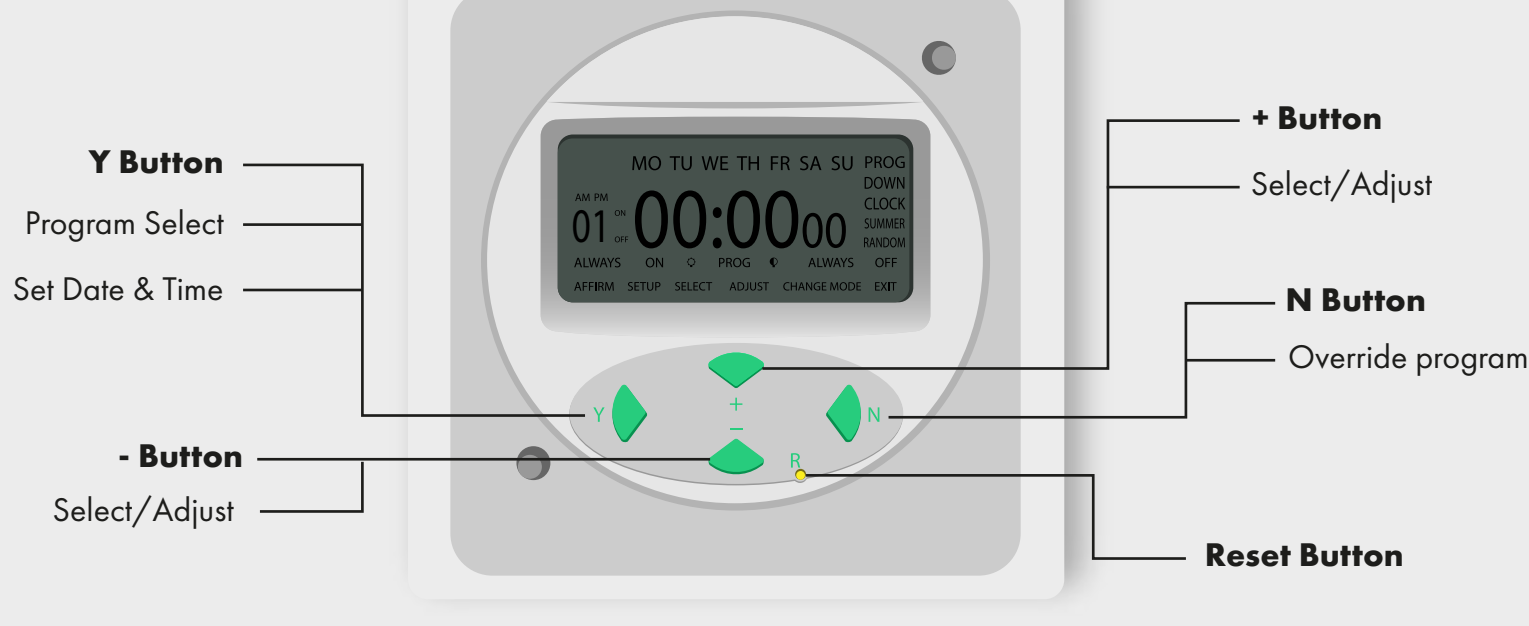 Y Button
Program Select
Set Date & Time
- Button
Select/Adjust
MO TU WE TH FR SA SU PROG
DOWN
AM PM CLOCK
01 ON OFF 00:00 00 SUMMER
RANDOM
ALWAYS ON PROG ALWAYS OFF
AFFIRM SETUP SELECT ADJUST CHANGE MODE EXIT
Y
+
−
N
R
+ Button
Select/Adjust
N Button
Override program
Reset Button